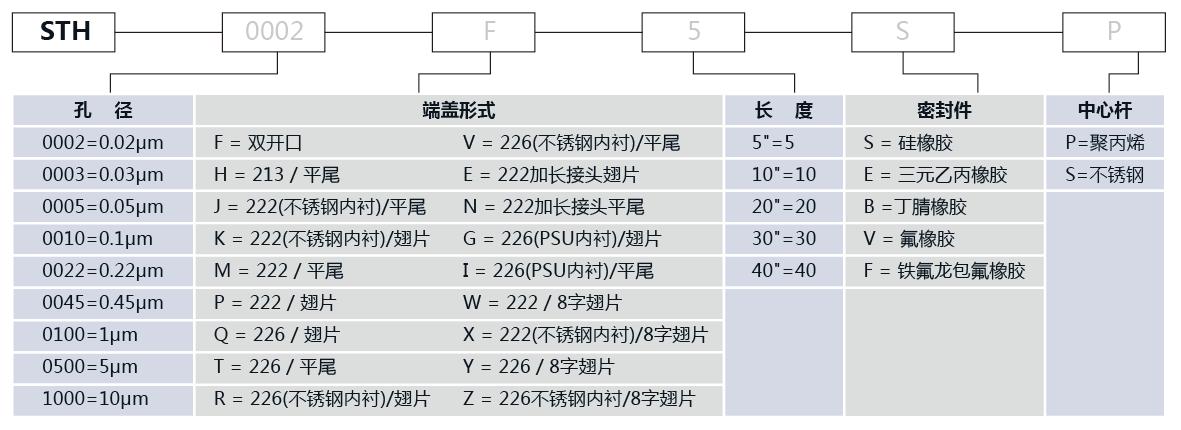 STH 0002 F 5 S P
孔 径 端盖形式 长 度 密封件 中心杆
0002=0.02μm F = 双开口 V = 226(不锈钢内衬)/平尾 5"=5 S = 硅橡胶 P=聚丙烯
0003=0.03μm H = 213 / 平尾 E = 222加长接头翅片 10"=10 E = 三元乙丙橡胶 S=不锈钢
0005=0.05μm J = 222(不锈钢内衬)/平尾 N = 222加长接头平尾 20"=20 B =丁腈橡胶
0010=0.1μm K = 222(不锈钢内衬)/翅片 G = 226(PSU内衬)/翅片 30"=30 V = 氟橡胶
0022=0.22μm M = 222 / 平尾 I = 226(PSU内衬)/平尾 40"=40 F = 铁氟龙包氟橡胶
0045=0.45μm P = 222 / 翅片 W = 222 / 8字翅片
0100=1μm Q = 226 / 翅片 X = 222(不锈钢内衬)/8字翅片
0500=5μm T = 226 / 平尾 Y = 226 / 8字翅片
1000=10μm R = 226(不锈钢内衬)/翅片 Z = 226不锈钢内衬/8字翅片